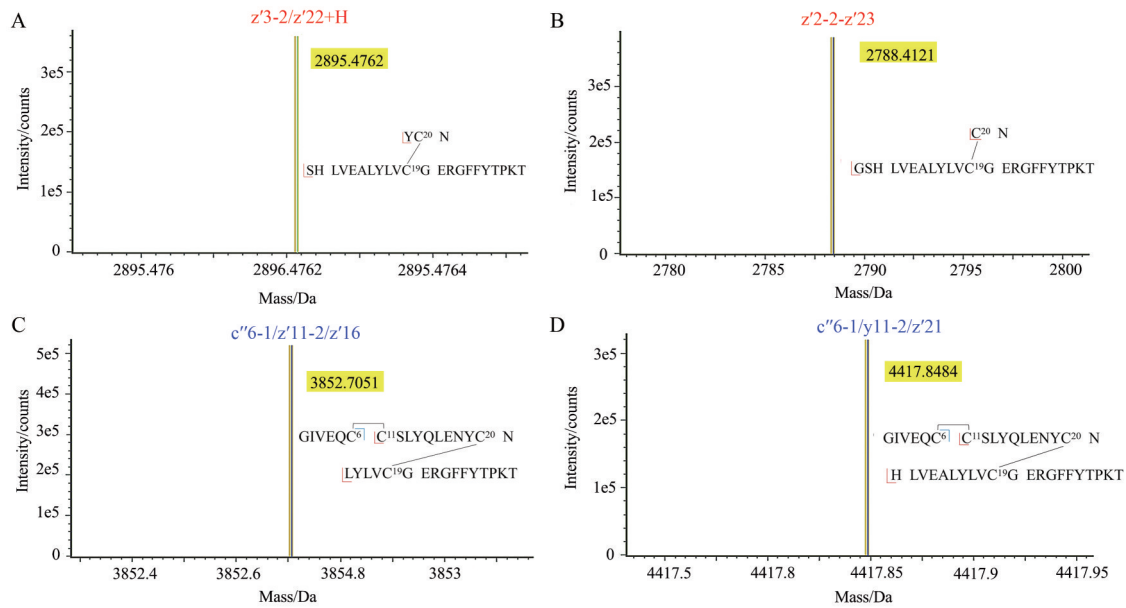 A
z′3-2/z′22+H
Intensity/counts
3e5
2e5
1e5
0
2895.4762
YC²⁰ N
SH LVEALYLVC¹⁹G ERGFFYTPKT
2895.476
2896.4762
2895.4764
Mass/Da
B
z′2-2-z′23
Intensity/counts
3e5
2e5
1e5
0
2788.4121
C²⁰ N
GSH LVEALYLVC¹⁹G ERGFFYTPKT
2780
2785
2790
2795
2800
Mass/Da
C
c″6-1/z′11-2/z′16
Intensity/counts
5e5
4e5
3e5
2e5
1e5
0
3852.7051
GIVEQC⁶ C¹¹SLYQLENYC²⁰ N
LYLVC¹⁹G ERGFFYTPKT
3852.4
3852.6
3854.8
3853
Mass/Da
D
c″6-1/y11-2/z′21
Intensity/counts
3e5
2e5
1e5
0
4417.8484
GIVEQC⁶ C¹¹SLYQLENYC²⁰ N
H LVEALYLVC¹⁹G ERGFFYTPKT
4417.5
4417.8
4417.85
4417.9
4417.95
Mass/Da